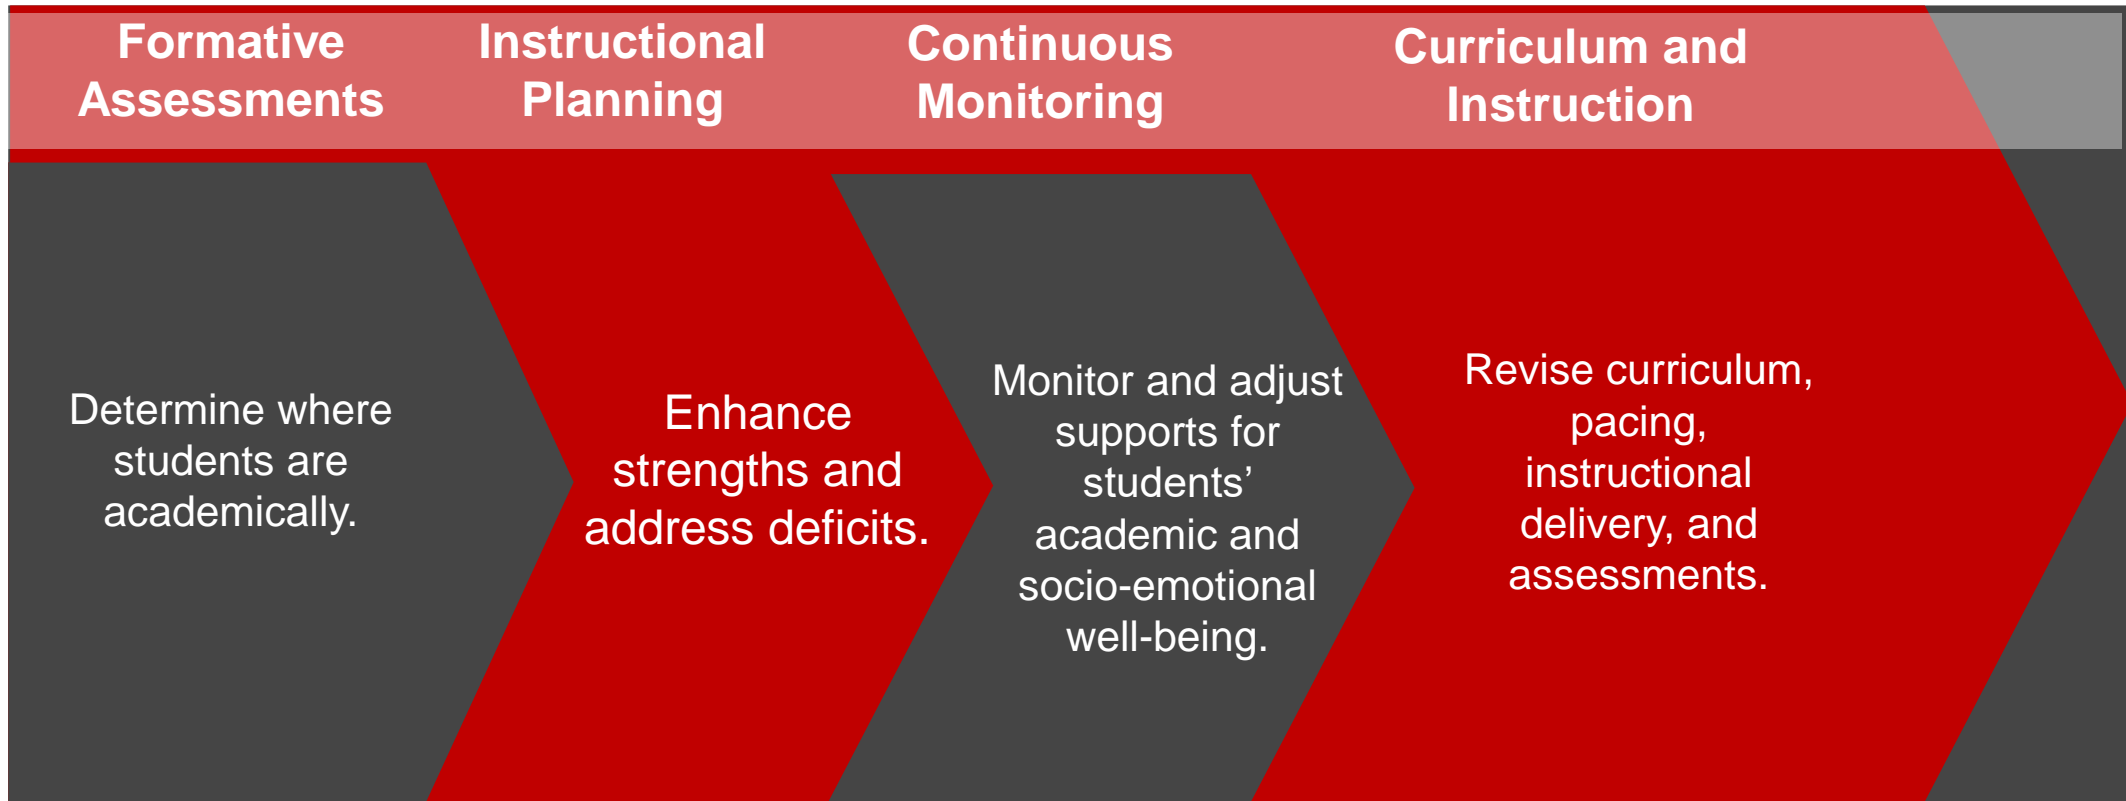 Formative
Assessments
Instructional
Planning
Continuous
Monitoring
Curriculum and
Instruction
Determine where
students are
academically.
Enhance
strengths and
address deficits.
Monitor and adjust
supports for
students’
academic and
socio-emotional
well-being.
Revise curriculum,
pacing,
instructional
delivery, and
assessments.